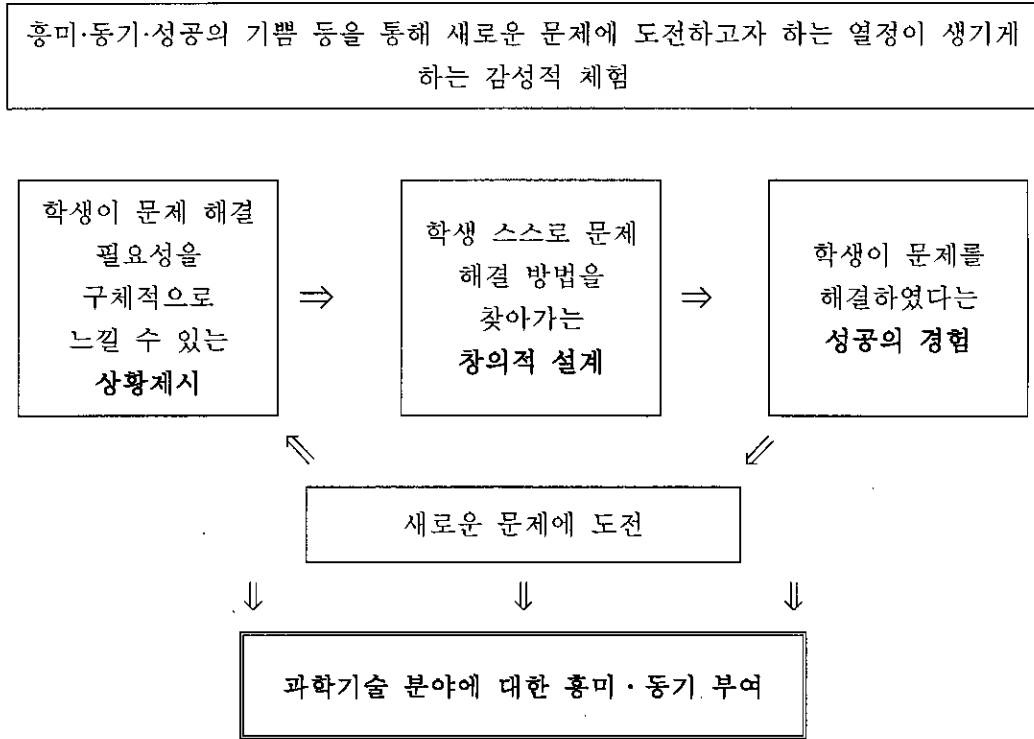 흥미·동기·성공의 기쁨 등을 통해 새로운 문제에 도전하고자 하는 열정이 생기게
하는 감성적 체험
학생이 문제 해결
필요성을
구체적으로
느낄 수 있는
상황제시
⇒
학생 스스로 문제
해결 방법을
찾아가는
창의적 설계
⇒
학생이 문제를
해결하였다는
성공의 경험
⇖
⇙
새로운 문제에 도전
⇓ ⇓ ⇓
과학기술 분야에 대한 흥미·동기 부여